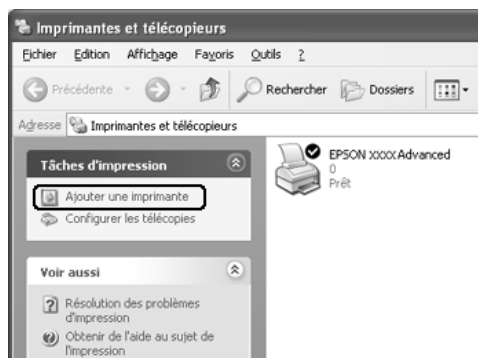 Imprimantes et télécopieurs
Fichier Edition Affichage Favoris Outils ?
Précédente Rechercher Dossiers
Adresse Imprimantes et télécopieurs
Tâches d'impression
Ajouter une imprimante
Configurer les télécopies
Voir aussi
Résolution des problèmes
d'impression
Obtenir de l'aide au sujet de
l'impression
EPSON XXXX Advanced
0
Prêt